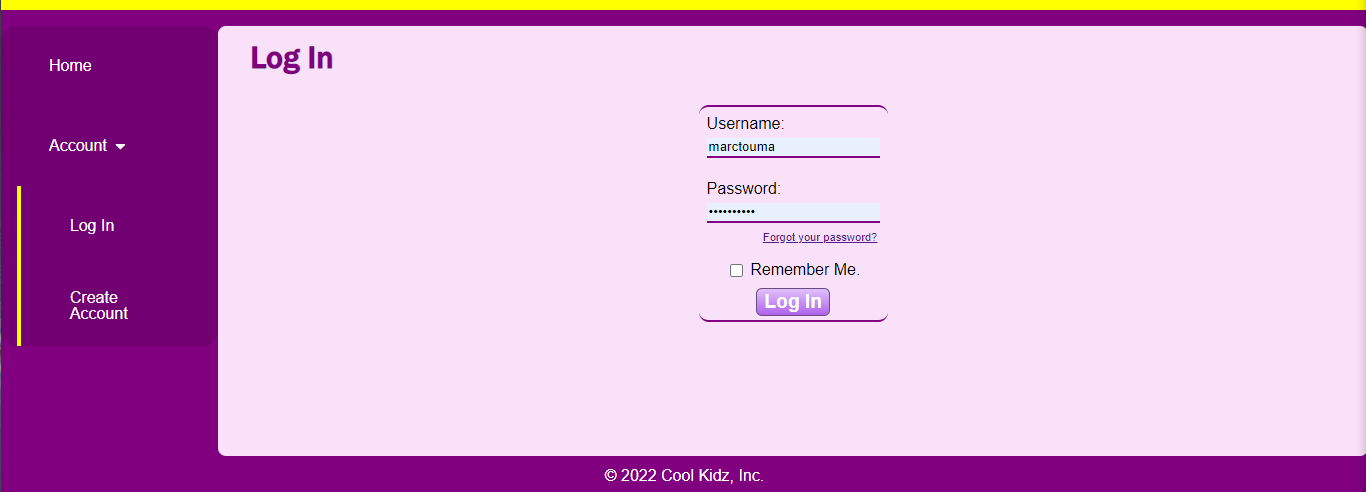 Home
Account
Log In
Create
Account
Log In
Username:
marctouma
Password:
••••••••••
Forgot your password?
Remember Me.
Log In
© 2022 Cool Kidz, Inc.